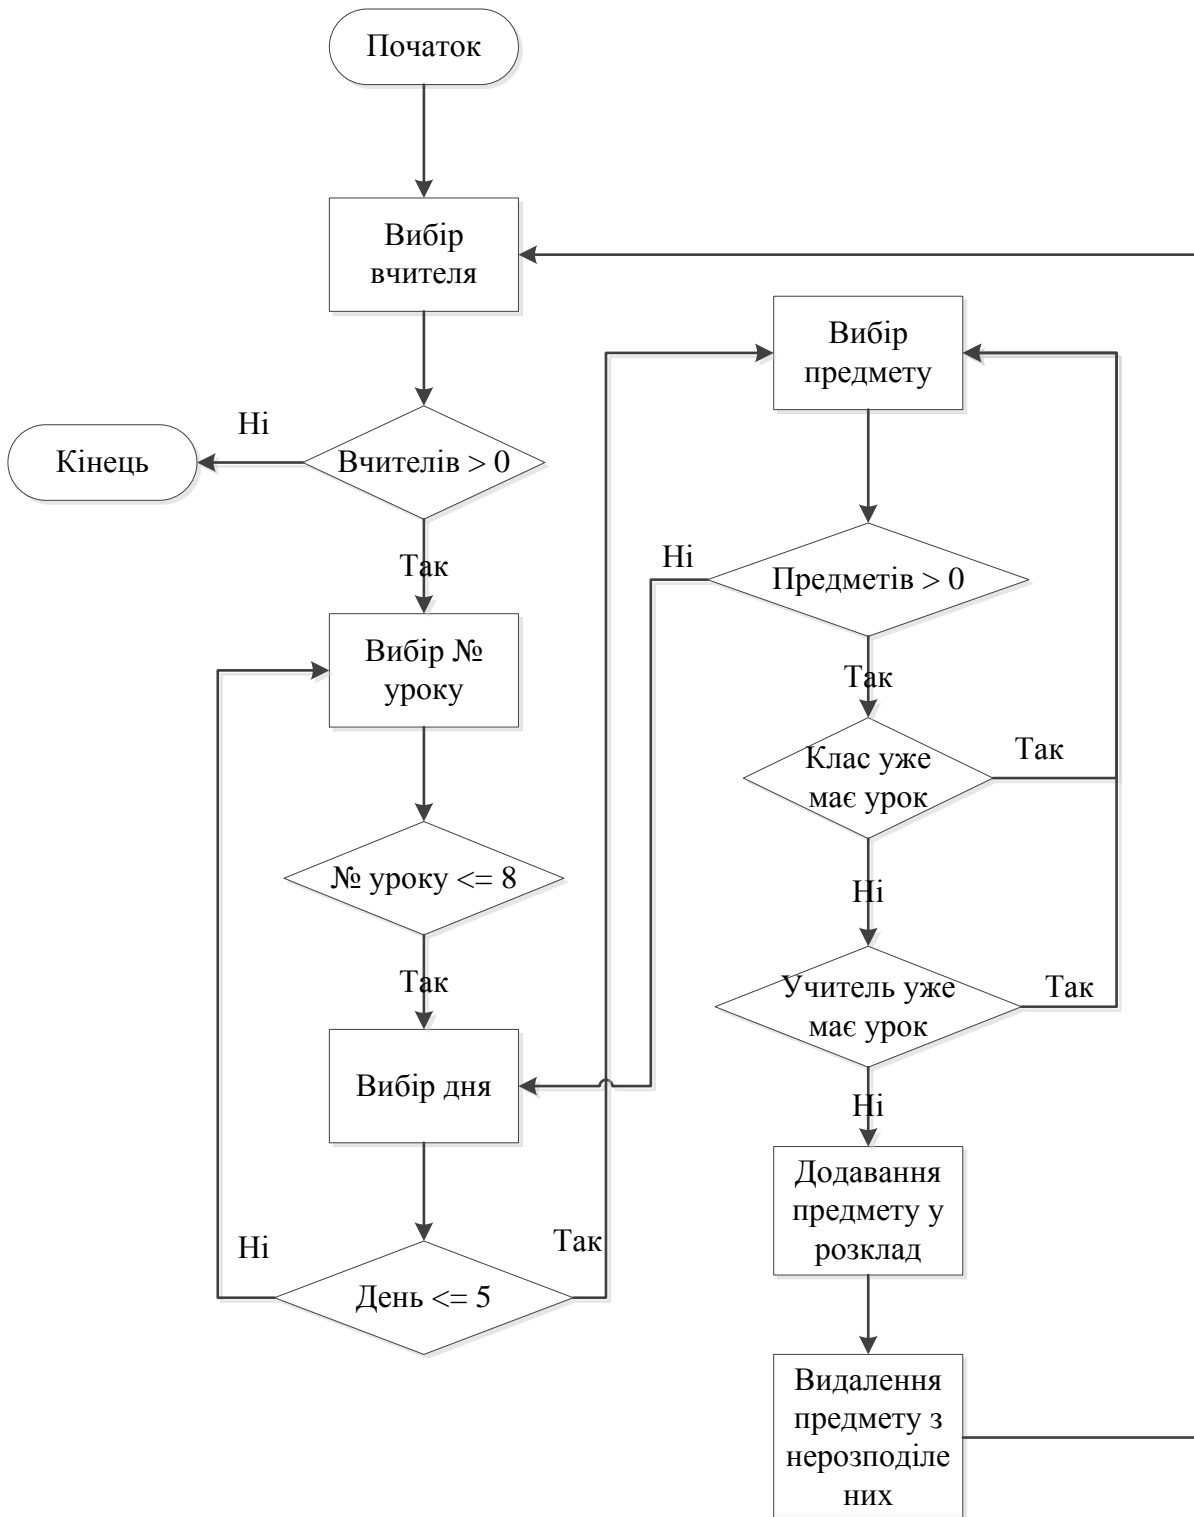 Початок
Вибір
вчителя
Вчителів > 0
Ні
Кінець
Так
Вибір №
уроку
№ уроку <= 8
Так
Вибір дня
День <= 5
Ні
Так
Вибір
предмету
Предметів > 0
Ні
Так
Клас уже
має урок
Так
Ні
Учитель уже
має урок
Так
Ні
Додавання
предмету у
розклад
Видалення
предмету з
нерозподіле
них